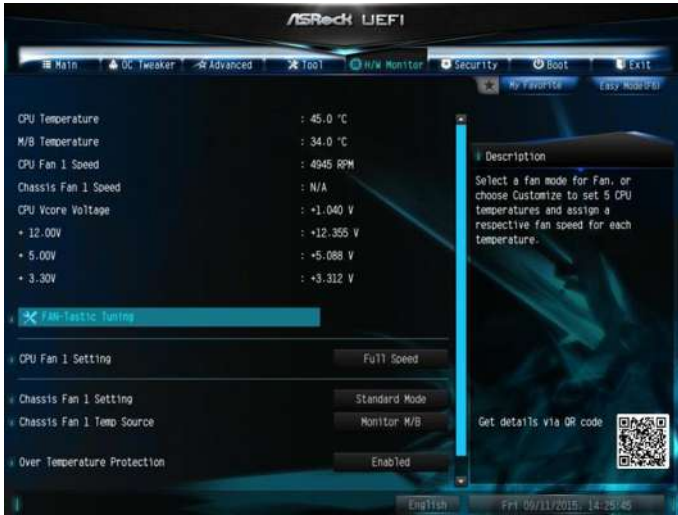 ASRock UEFI
Main OC Tweaker Advanced Tool H/W Monitor Security Boot Exit
My Favorite Easy Mode(F6)
CPU Temperature : 45.0 °C
M/B Temperature : 34.0 °C
CPU Fan 1 Speed : 4945 RPM
Chassis Fan 1 Speed : N/A
CPU Vcore Voltage : +1.040 V
+ 12.00V : +12.355 V
+ 5.00V : +5.088 V
+ 3.30V : +3.312 V
FAN-Tastic Tuning
CPU Fan 1 Setting Full Speed
Chassis Fan 1 Setting Standard Mode
Chassis Fan 1 Temp Source Monitor M/B
Over Temperature Protection Enabled
Description
Select a fan mode for Fan, or
choose Customize to set 5 CPU
temperatures and assign a
respective fan speed for each
temperature.
Get details via QR code
English Fri 09/11/2015, 14:25:45